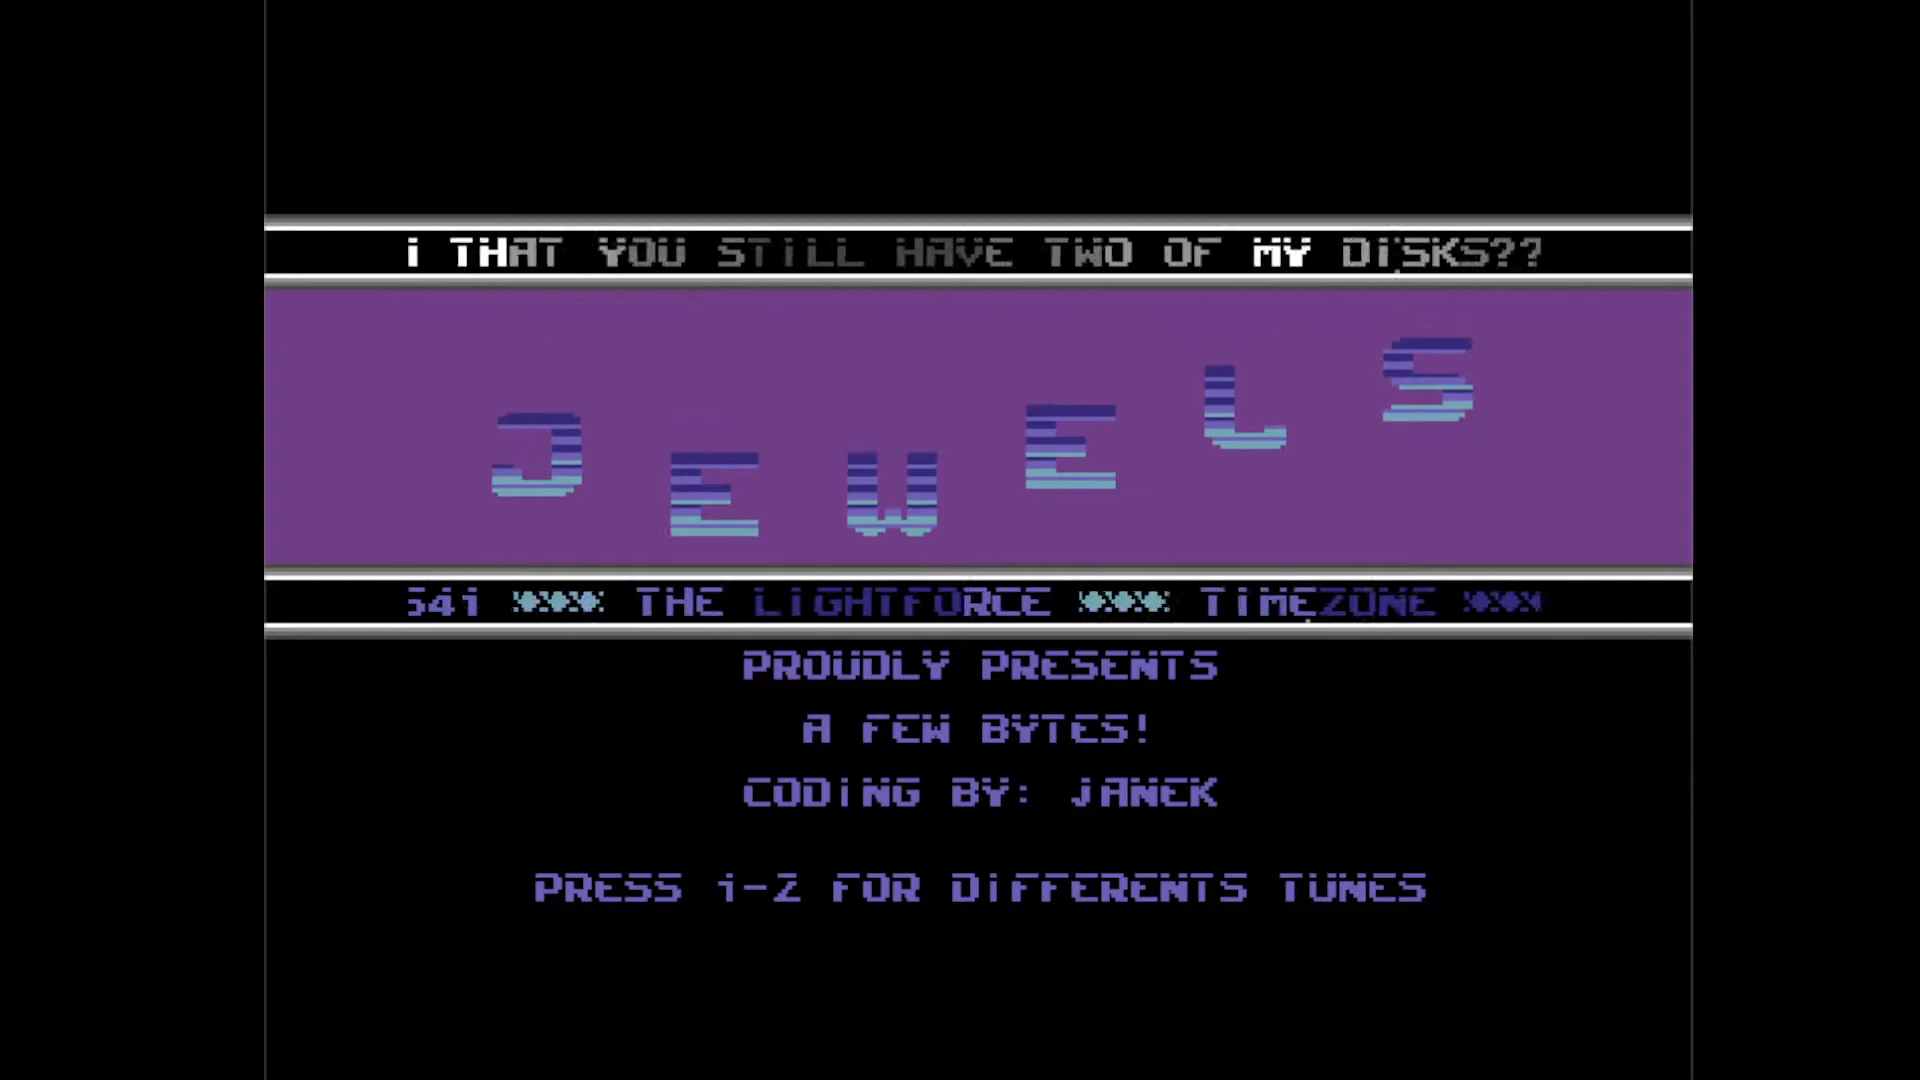 i THAT YOU STiLL HAVE TWO OF MY DiSKS??
JEWELS
541 *** THE LiGHTFORCE *** TiMEZONE ***
PROUDLY PRESENTS
A FEW BYTES!
CODiNG BY: JANEK
PRESS 1-2 FOR DiFFERENTS TUNES